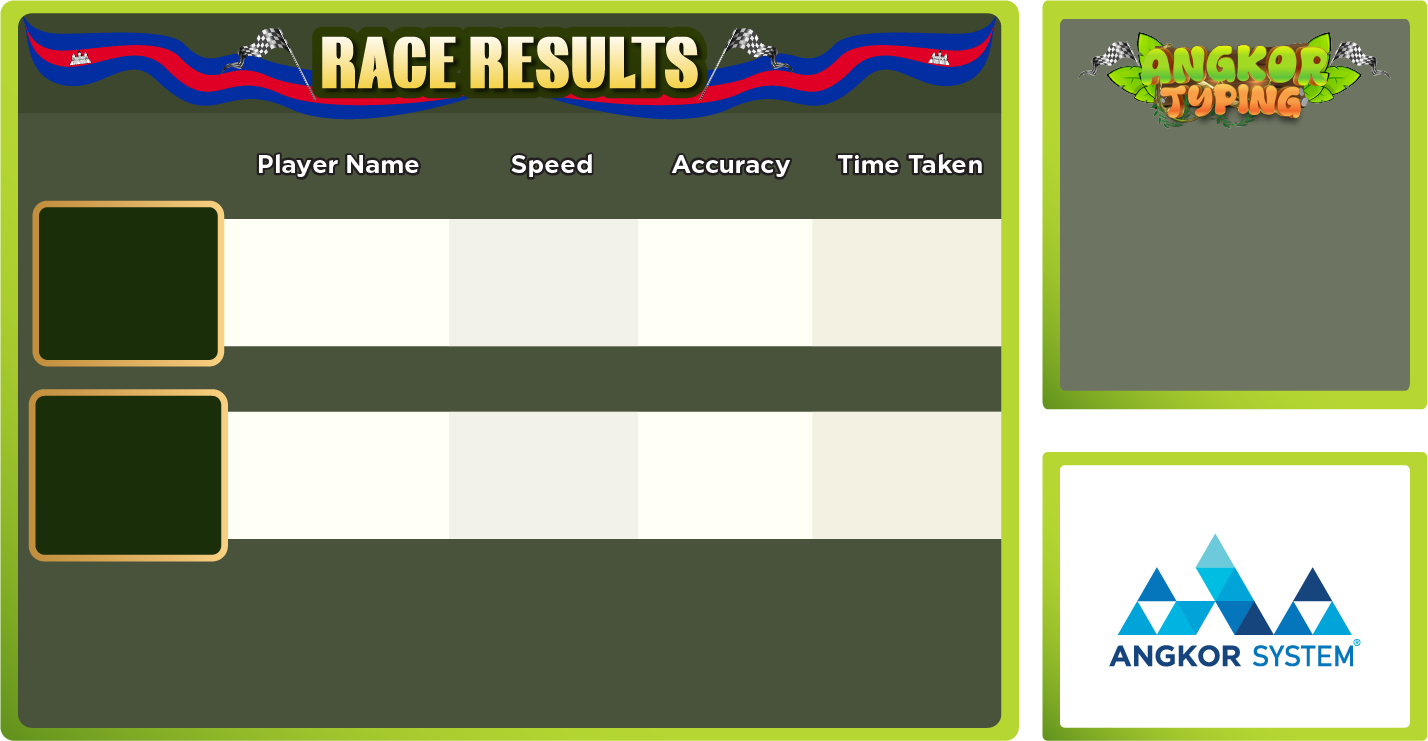 RACE RESULTS
Player Name Speed Accuracy Time Taken
ANGKOR
TYPING
ANGKOR SYSTEM®